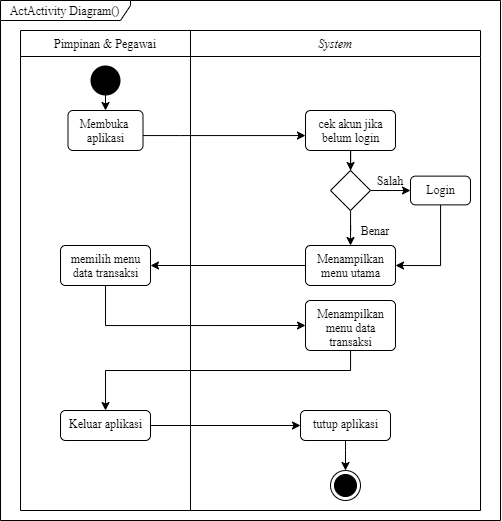 ActActivity Diagram()
Pimpinan & Pegawai
System
Membuka
aplikasi
cek akun jika
belum login
Salah
Login
Benar
Menampilkan
menu utama
memilih menu
data transaksi
Menampilkan
menu data
transaksi
Keluar aplikasi
tutup aplikasi